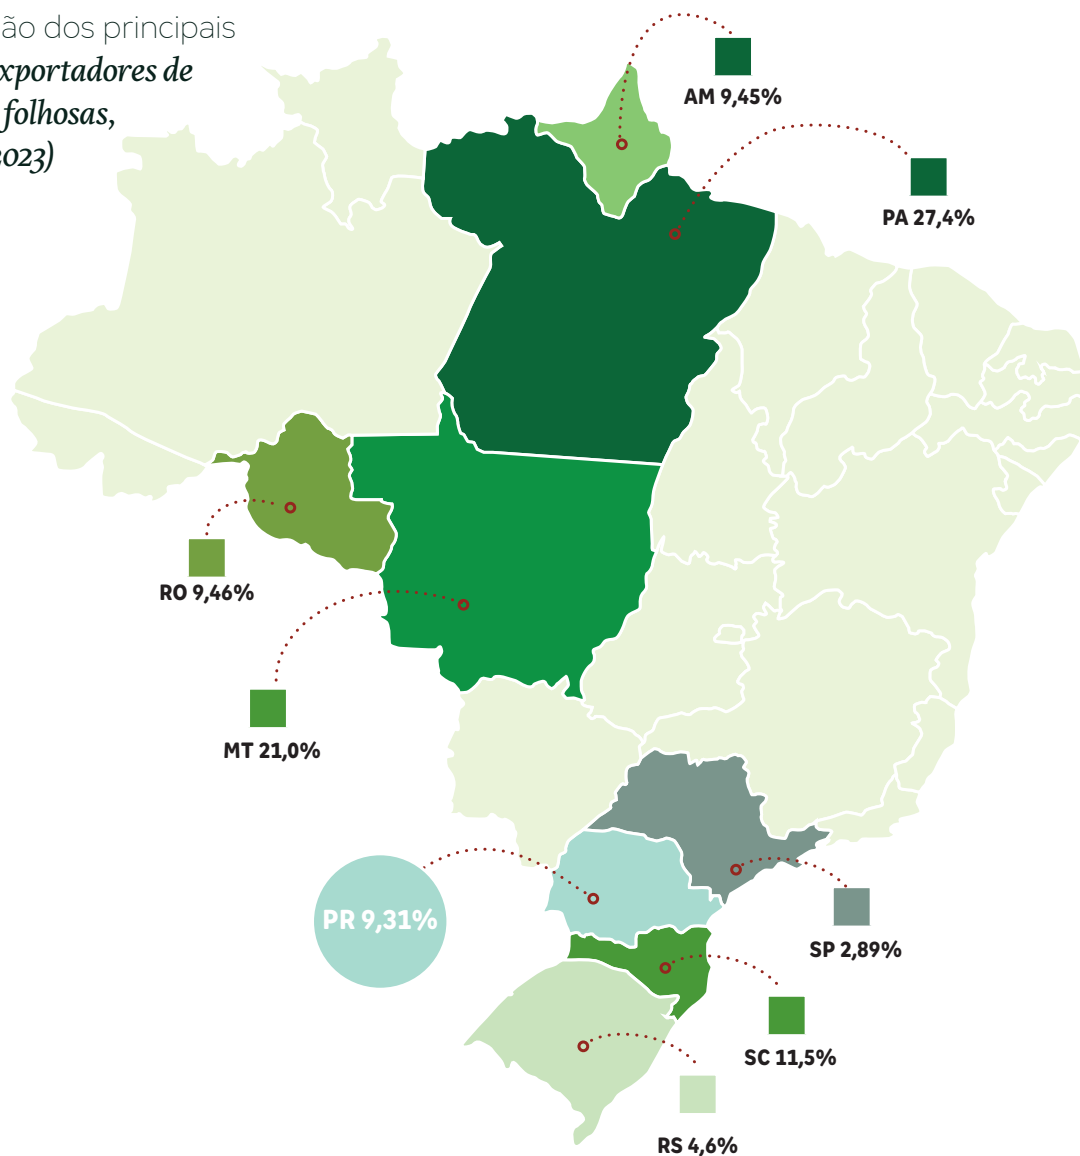 ão dos principais
xportadores de
folhosas,
2023)
AM 9,45%
PA 27,4%
RO 9,46%
MT 21,0%
PR 9,31%
SP 2,89%
SC 11,5%
RS 4,6%